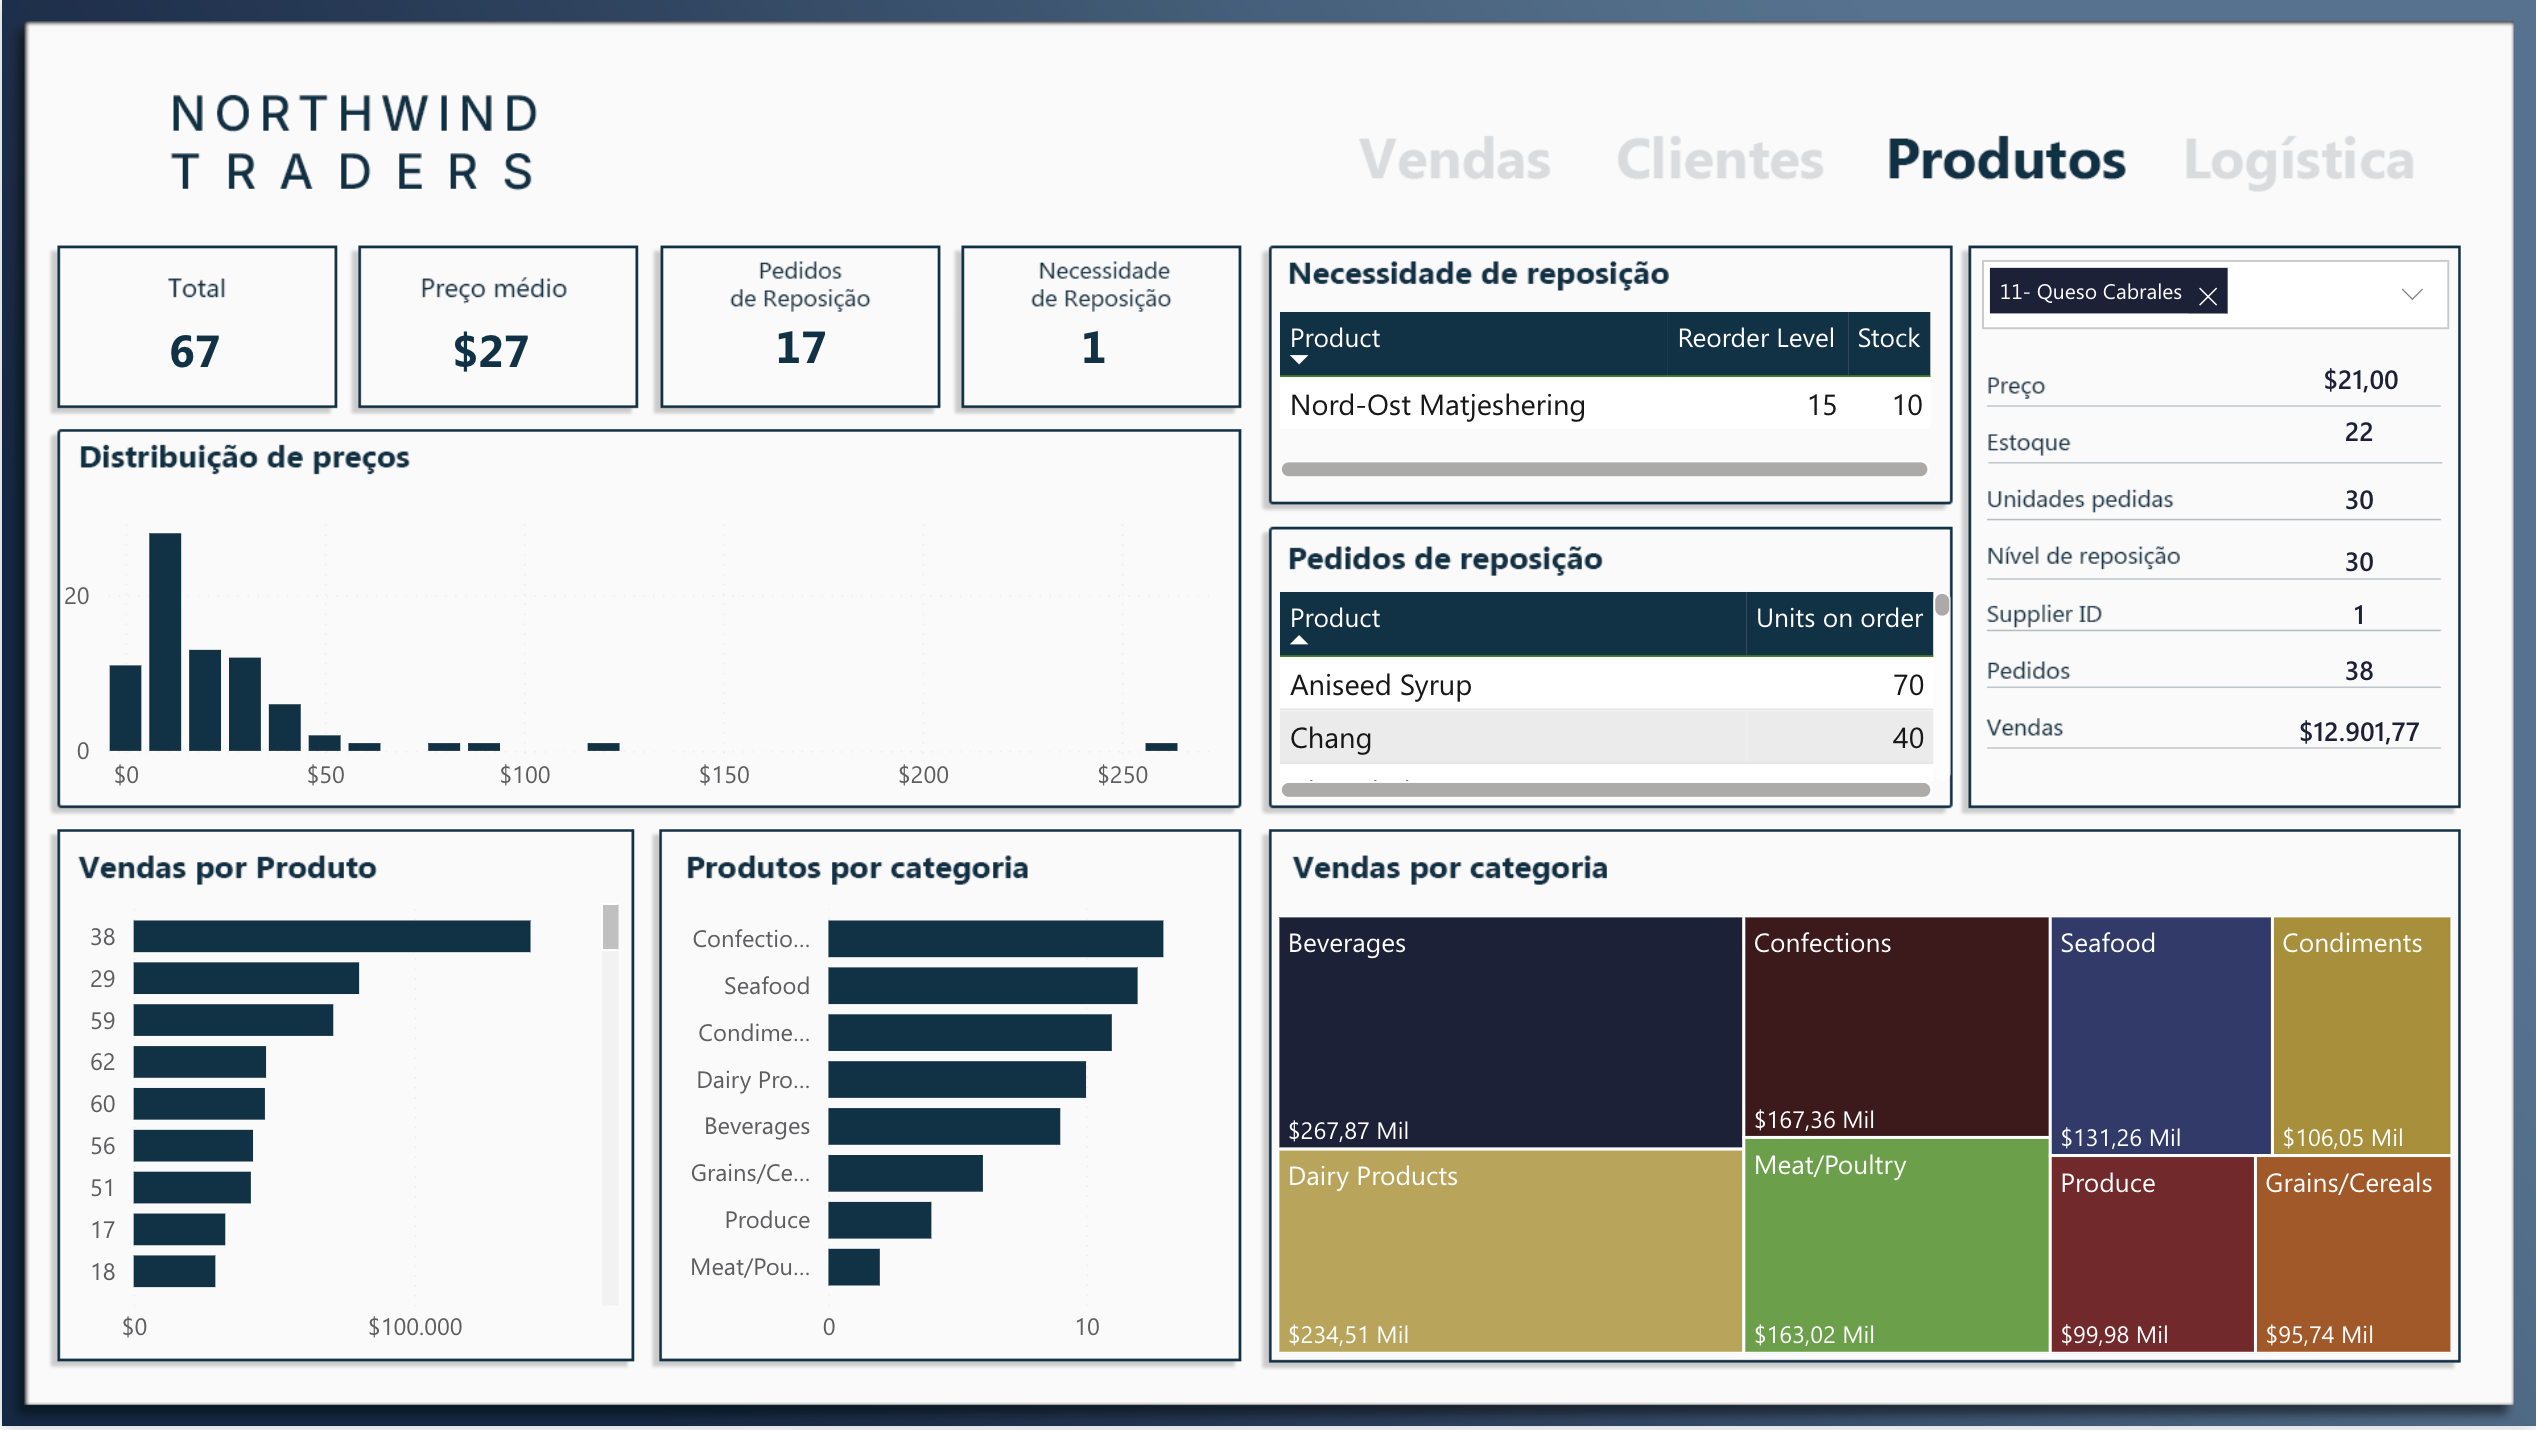 NORTHWIND
TRADERS
Vendas Clientes Produtos Logística
Total
67
Preço médio
$27
Pedidos
de Reposição
17
Necessidade
de Reposição
1
Necessidade de reposição
Product Reorder Level Stock
Nord-Ost Matjeshering 15 10
11- Queso Cabrales
Preço $21,00
Estoque 22
Unidades pedidas 30
Nível de reposição 30
Supplier ID 1
Pedidos 38
Vendas $12.901,77
Distribuição de preços
20
0
$0 $50 $100 $150 $200 $250
Pedidos de reposição
Product Units on order
Aniseed Syrup 70
Chang 40
Vendas por Produto
38
29
59
62
60
56
51
17
18
$0 $100.000
Produtos por categoria
Confectio...
Seafood
Condime...
Dairy Pro...
Beverages
Grains/Ce...
Produce
Meat/Pou...
0 10
Vendas por categoria
Beverages
$267,87 Mil
Dairy Products
$234,51 Mil
Confections
$167,36 Mil
Meat/Poultry
$163,02 Mil
Seafood
$131,26 Mil
Condiments
$106,05 Mil
Produce
$99,98 Mil
Grains/Cereals
$95,74 Mil